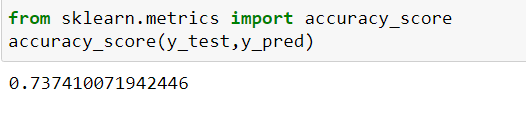 from sklearn.metrics import accuracy_score
accuracy_score(y_test,y_pred)
0.737410071942446